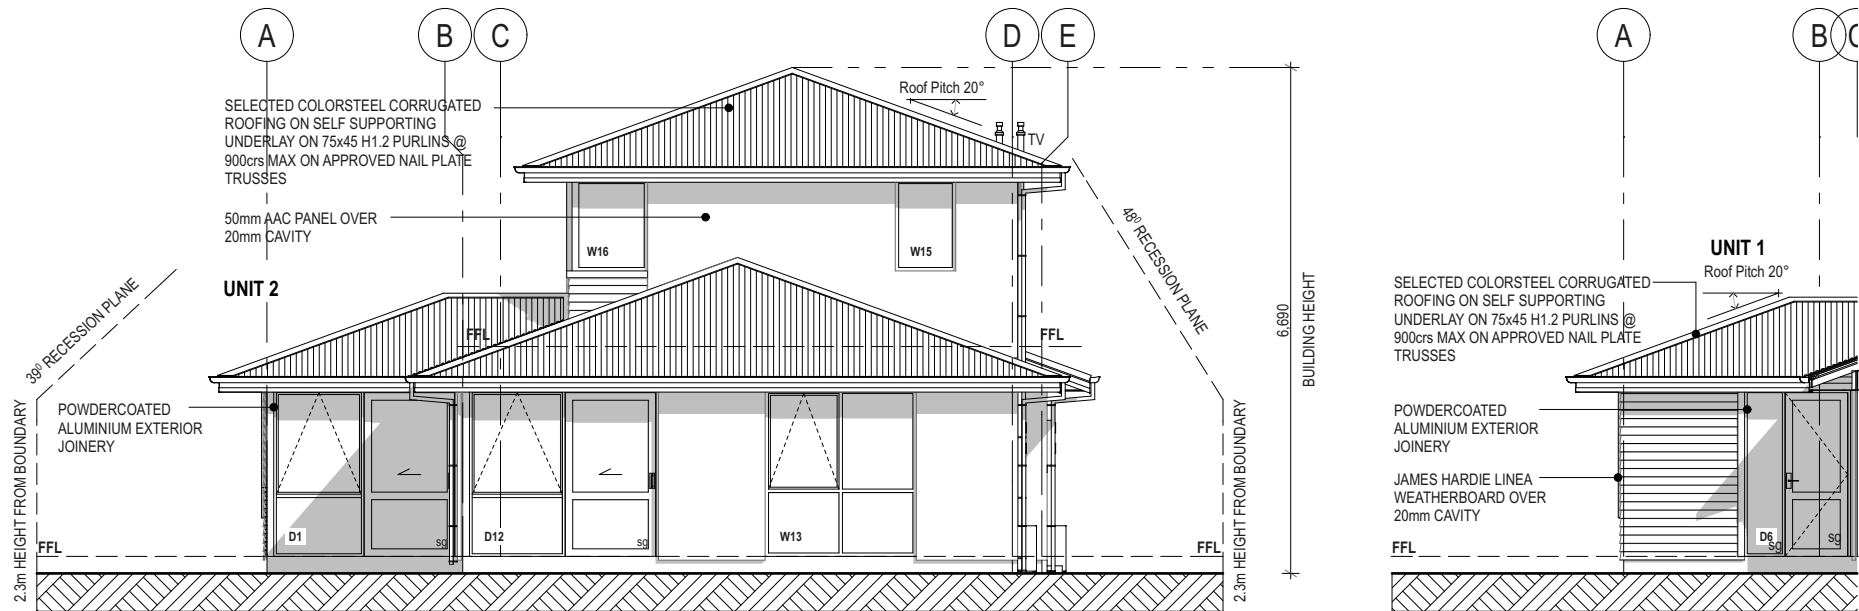 A
B
C
D
E
A
B
C
SELECTED COLORSTEEL CORRUGATED
ROOFING ON SELF SUPPORTING
UNDERLAY ON 75x45 H1.2 PURLINS @
900crs MAX ON APPROVED NAIL PLATE
TRUSSES
Roof Pitch 20°
TV
50mm AAC PANEL OVER
20mm CAVITY
W16
W15
48⁰ RECESSION PLANE
39⁰ RECESSION PLANE
UNIT 2
FFL
FFL
6,690
BUILDING HEIGHT
POWDERCOATED
ALUMINIUM EXTERIOR
JOINERY
2.3m HEIGHT FROM BOUNDARY
D1
sg
D12
sg
W13
FFL
FFL
2.3m HEIGHT FROM BOUNDARY
UNIT 1
Roof Pitch 20°
SELECTED COLORSTEEL CORRUGATED
ROOFING ON SELF SUPPORTING
UNDERLAY ON 75x45 H1.2 PURLINS @
900crs MAX ON APPROVED NAIL PLATE
TRUSSES
POWDERCOATED
ALUMINIUM EXTERIOR
JOINERY
JAMES HARDIE LINEA
WEATHERBOARD OVER
20mm CAVITY
D6
sg
sg
FFL